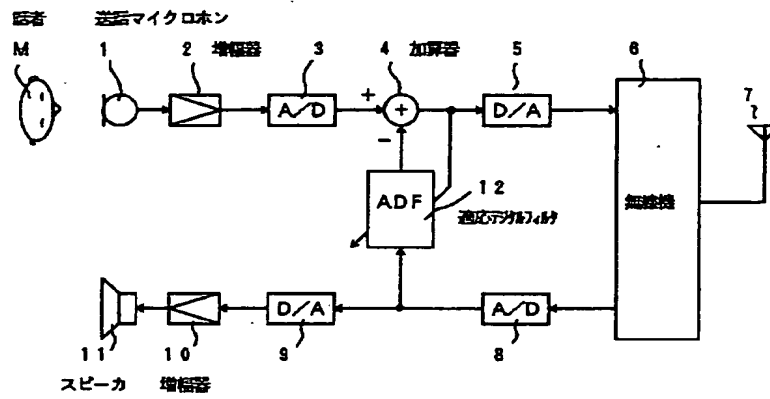 話者 送話マイクロホン
M 1 2 増幅器 3 4 加算器 5 6
7
A/D + + D/A
−
ADF 12
適応デジタルフィルタ
無線機
D/A A/D
11 10 9 8
スピーカ 増幅器